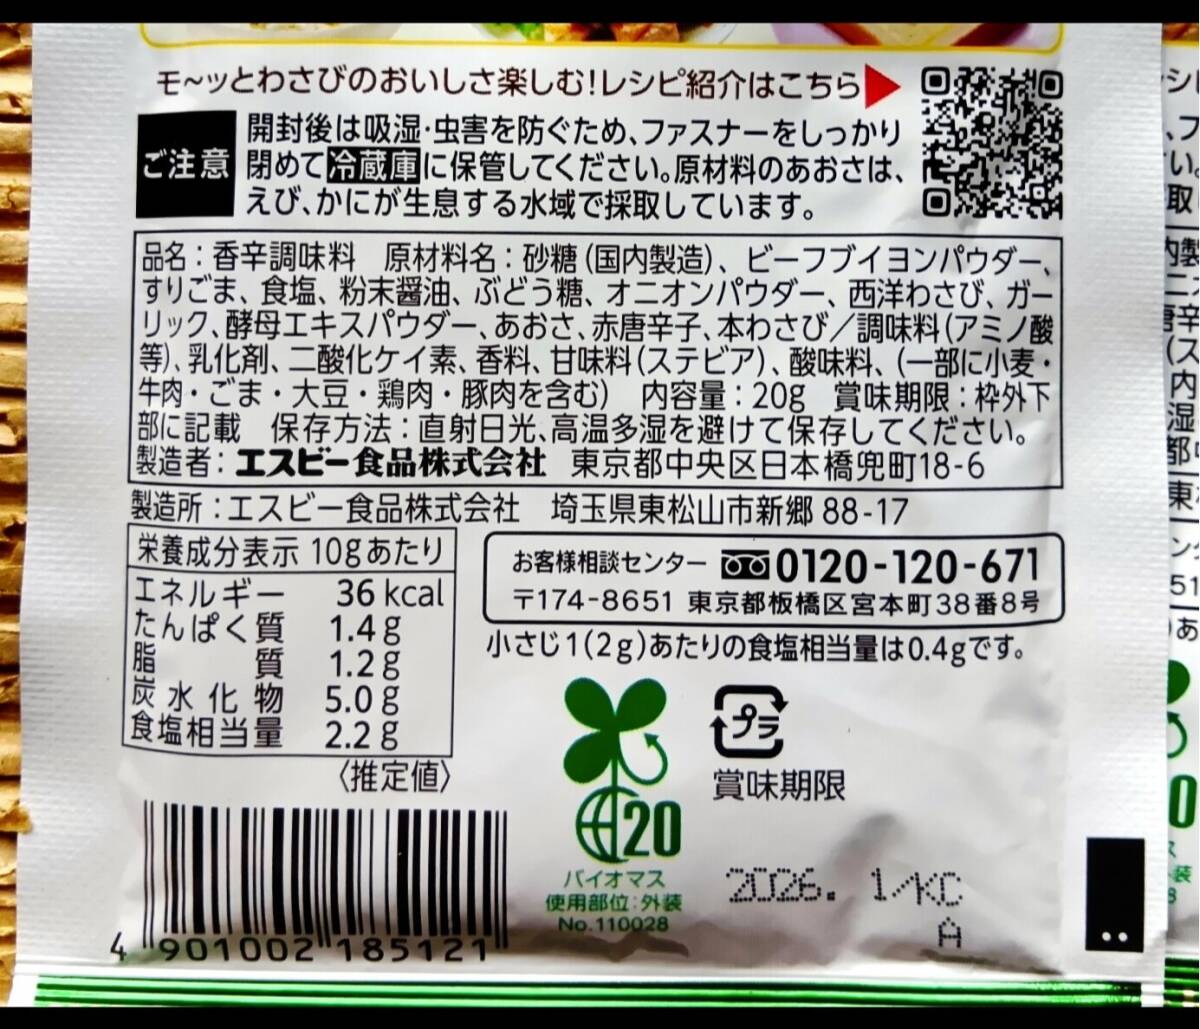 モ〜ッとわさびのおいしさ楽しむ!レシピ紹介はこちら
ご注意
開封後は吸湿・虫害を防ぐため、ファスナーをしっかり
閉めて冷蔵庫に保管してください。原材料のあおさは、
えび、かにが生息する水域で採取しています。
品名：香辛調味料　原材料名：砂糖(国内製造)、ビーフブイヨンパウダー、
すりごま、食塩、粉末醤油、ぶどう糖、オニオンパウダー、西洋わさび、ガー
リック、酵母エキスパウダー、あおさ、赤唐辛子、本わさび／調味料(アミノ酸
等)、乳化剤、二酸化ケイ素、香料、甘味料(ステビア)、酸味料、(一部に小麦・
牛肉・ごま・大豆・鶏肉・豚肉を含む)　内容量：20g　賞味期限：枠外下
部に記載　保存方法：直射日光、高温多湿を避けて保存してください。
製造者：エスビー食品株式会社　東京都中央区日本橋兜町18-6
製造所：エスビー食品株式会社　埼玉県東松山市新郷88-17
栄養成分表示 10gあたり
エネルギー 36kcal
たんぱく質 1.4g
脂質 1.2g
炭水化物 5.0g
食塩相当量 2.2g
〈推定値〉
お客様相談センター 0120-120-671
〒174-8651 東京都板橋区宮本町38番8号
小さじ1(2g)あたりの食塩相当量は0.4gです。
プラ
賞味期限
20
バイオマス
使用部位：外装
No.110028
2026. 1/KC
A
4 901002 185121